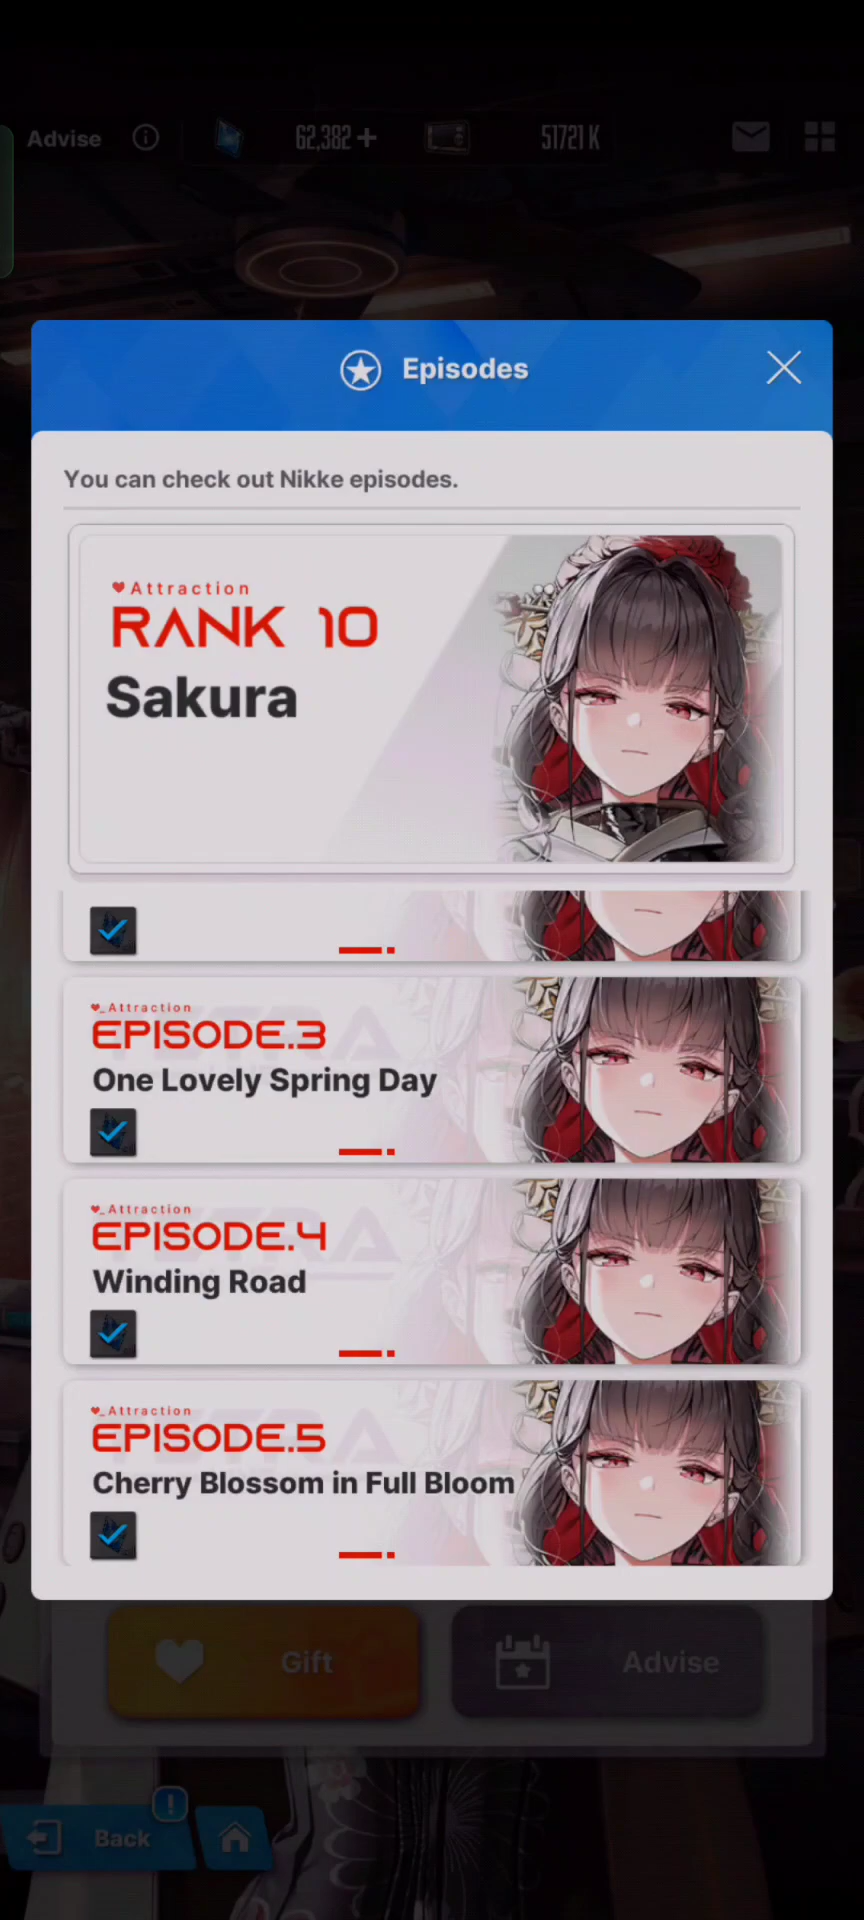 Advise
62,382 +
51721 K
Episodes
You can check out Nikke episodes.
Attraction
RANK 10
Sakura
Attraction
EPISODE.3
One Lovely Spring Day
Attraction
EPISODE.4
Winding Road
Attraction
EPISODE.5
Cherry Blossom in Full Bloom
Gift
Advise
!
Back